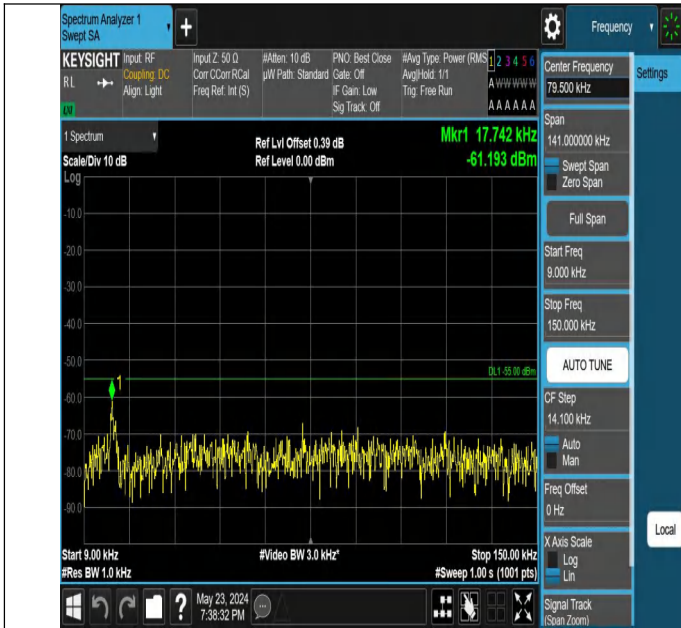 Spectrum Analyzer 1
Swept SA
Frequency
KEYSIGHT
RL
Input: RF
Coupling: DC
Align: Light
Input Z: 50 Ω
Corr CCorr RCal
Freq Ref: Int (S)
#Atten: 10 dB
µW Path: Standard
PNO: Best Close
Gate: Off
IF Gain: Low
Sig Track: Off
#Avg Type: Power (RMS
Avg|Hold: 1/1
Trig: Free Run
1 2 3 4 5 6
A W W W W W
A A A A A A
1 Spectrum
Scale/Div 10 dB
Log
Ref Lvl Offset 0.39 dB
Ref Level 0.00 dBm
Mkr1 17.742 kHz
-61.193 dBm
-10.0
-20.0
-30.0
-40.0
-50.0
-60.0
-70.0
-80.0
-90.0
1
DL1 -55.00 dBm
Start 9.00 kHz
#Res BW 1.0 kHz
#Video BW 3.0 kHz*
Stop 150.00 kHz
#Sweep 1.00 s (1001 pts)
?
May 23, 2024
7:38:32 PM
Center Frequency
79.500 kHz
Span
141.000000 kHz
Swept Span
Zero Span
Full Span
Start Freq
9.000 kHz
Stop Freq
150.000 kHz
AUTO TUNE
CF Step
14.100 kHz
Auto
Man
Freq Offset
0 Hz
X Axis Scale
Log
Lin
Signal Track
(Span Zoom)
Settings
Local